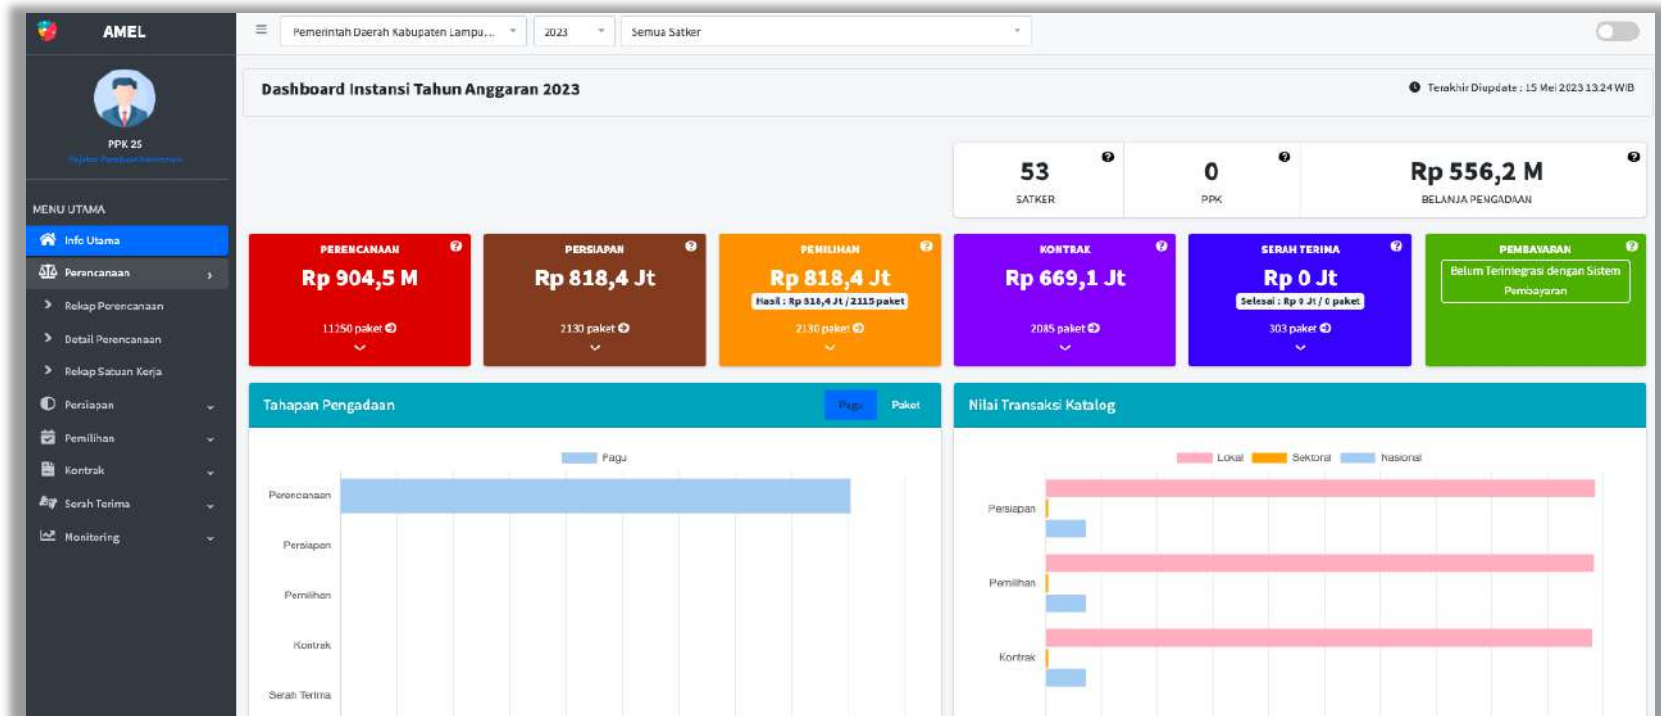 AMEL
Pemerintah Daerah Kabupaten Lampu...
2023
Semua Satker
PPK 25
MENU UTAMA
Info Utama
Perencanaan
Rekap Perencanaan
Detail Perencanaan
Rekap Satuan Kerja
Persiapan
Pemilihan
Kontrak
Serah Terima
Monitoring
Dashboard Instansi Tahun Anggaran 2023
Terakhir Diupdate : 15 Mei 2023 13:24 WIB
53
SATKER
0
PPK
Rp 556,2 M
BELANJA PENGADAAN
PERENCANAAN
Rp 904,5 M
11250 paket
PERSIAPAN
Rp 818,4 Jt
2130 paket
PEMILIHAN
Rp 818,4 Jt
Hasil : Rp 818,4 Jt / 2115 paket
2130 paket
KONTRAK
Rp 669,1 Jt
2085 paket
SERAH TERIMA
Rp 0 Jt
Selesai : Rp 0 Jt / 0 paket
303 paket
PEMBAYARAN
Belum Terintegrasi dengan Sistem
Pembayaran
Tahapan Pengadaan
Pagu
Paket
Pagu
Perencanaan
Persiapan
Pemilihan
Kontrak
Serah Terima
Nilai Transaksi Katalog
Lokal
Sektoral
Nasional
Persiapan
Pemilihan
Kontrak